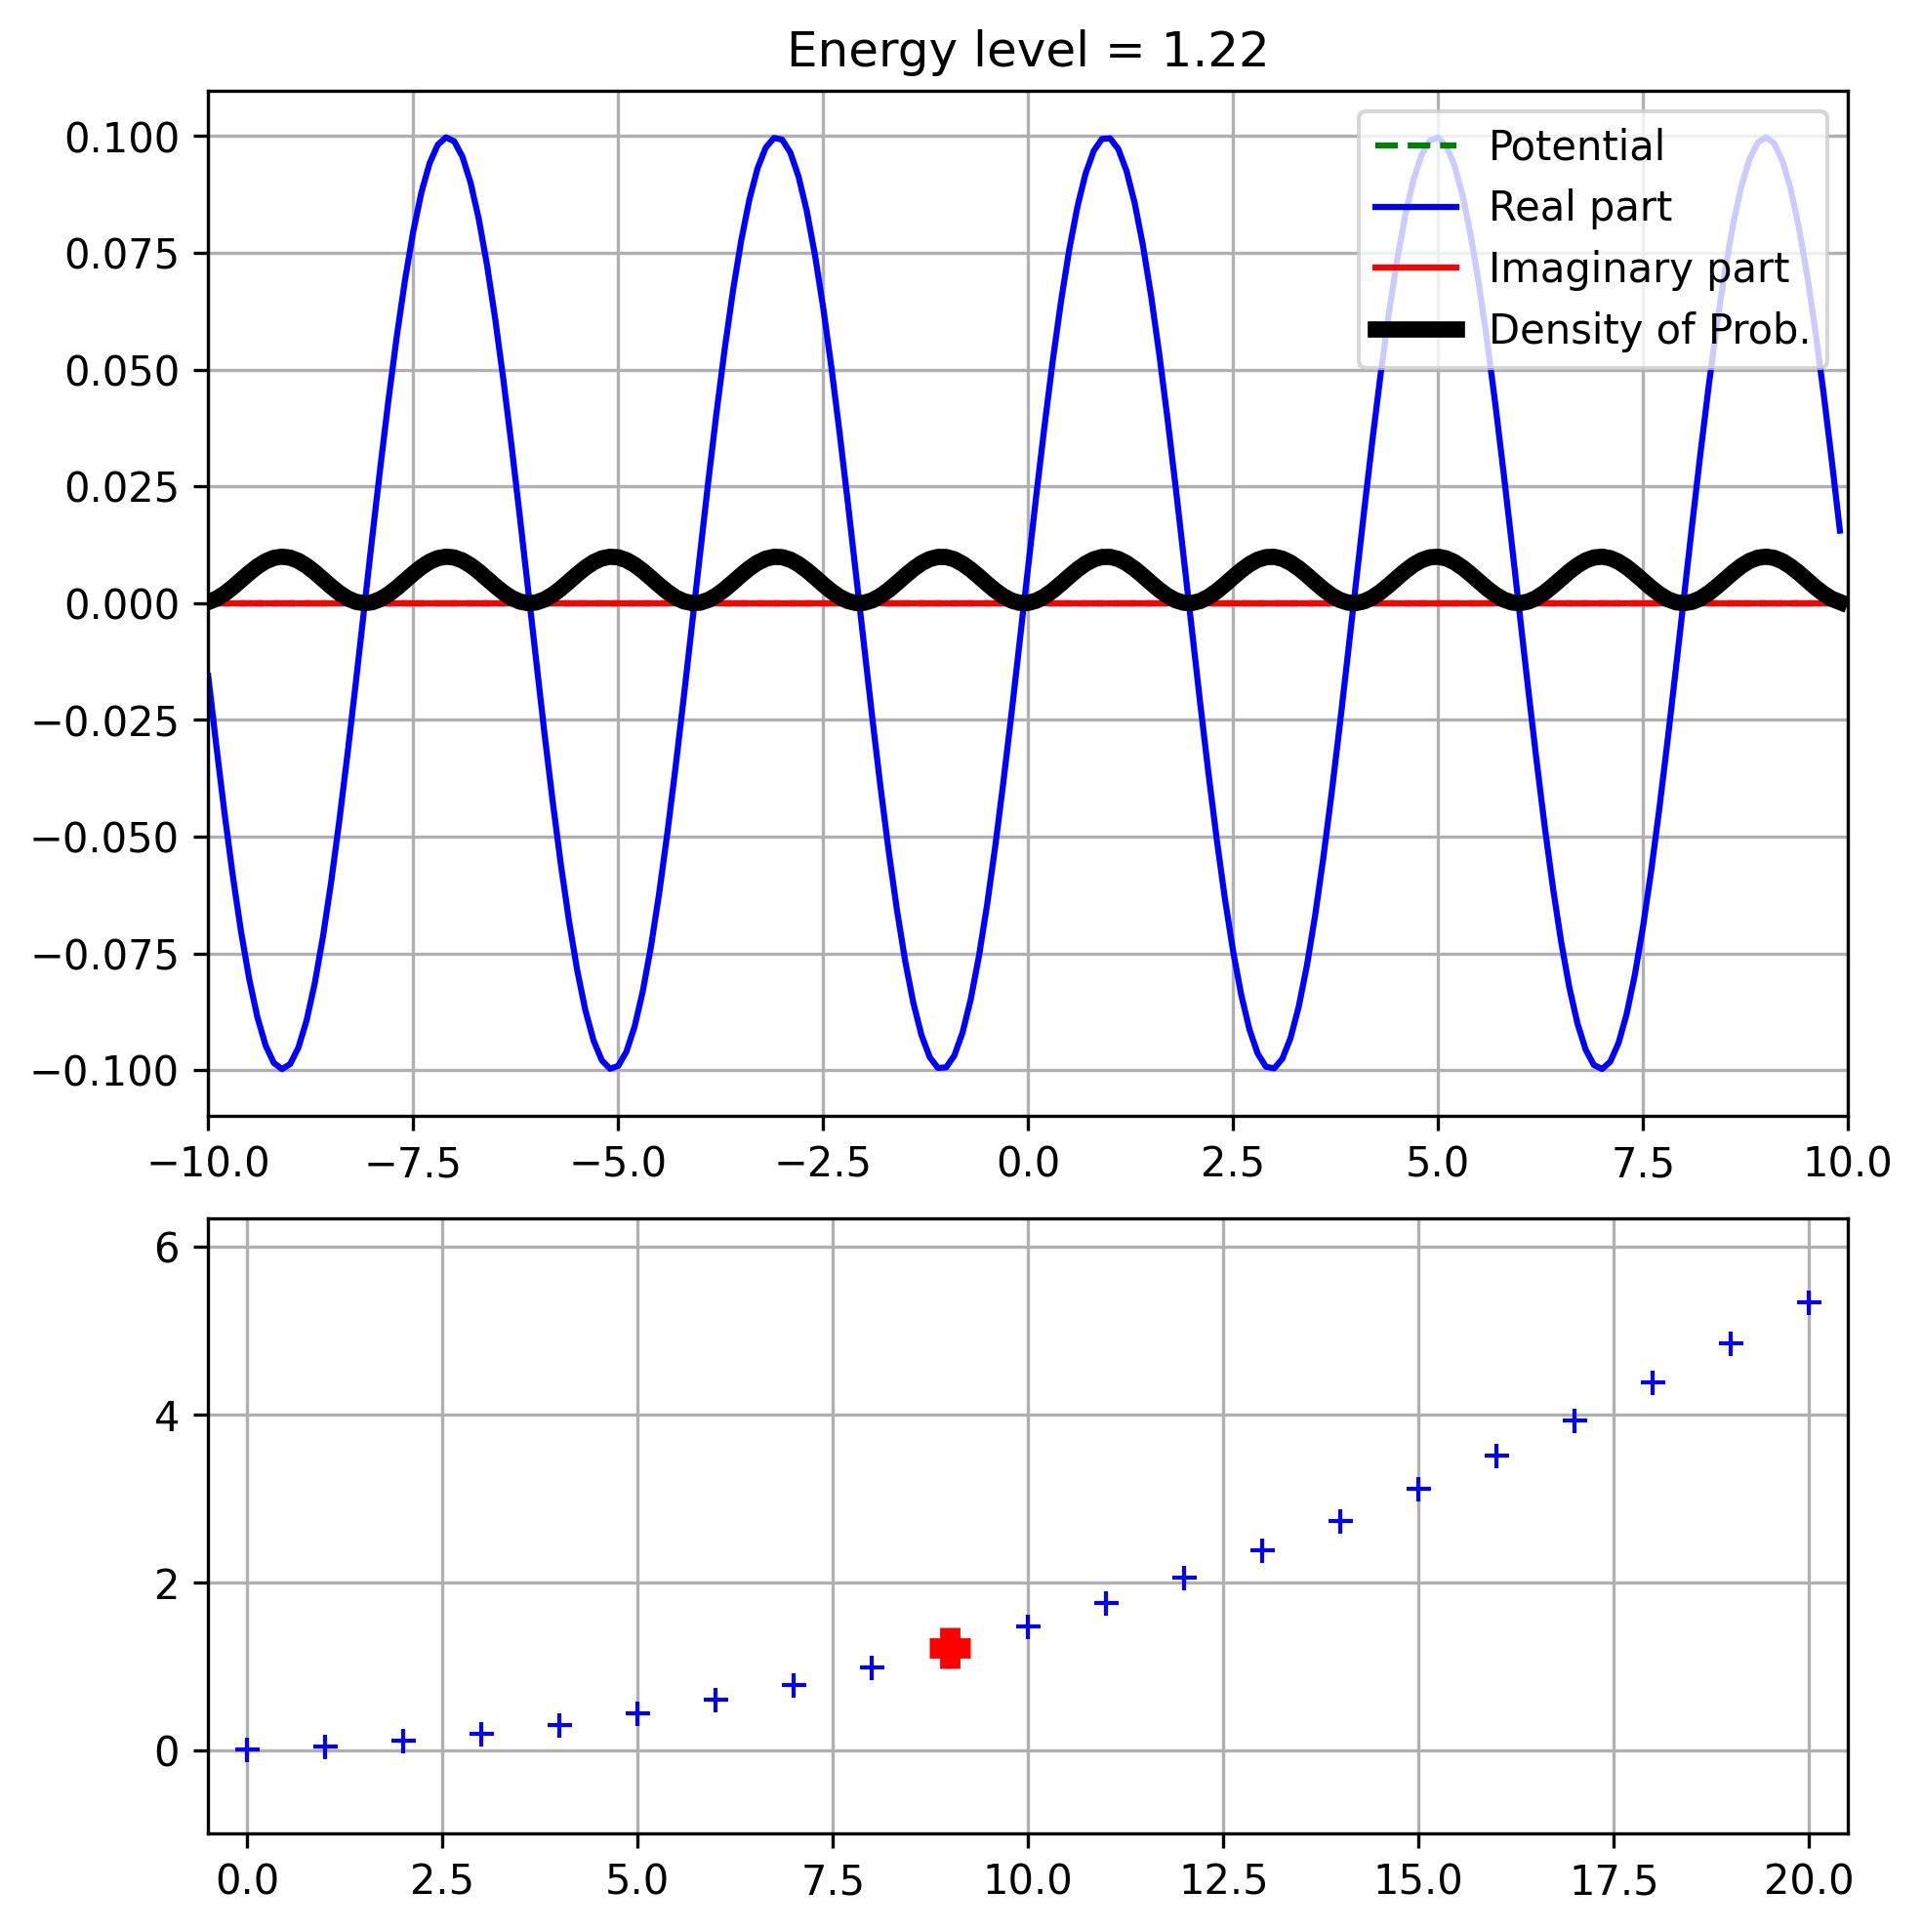 Energy level = 1.22
Potential
Real part
Imaginary part
Density of Prob.
0.100
0.075
0.050
0.025
0.000
−0.025
−0.050
−0.075
−0.100
−10.0 −7.5 −5.0 −2.5 0.0 2.5 5.0 7.5 10.0
6
4
2
0
0.0 2.5 5.0 7.5 10.0 12.5 15.0 17.5 20.0